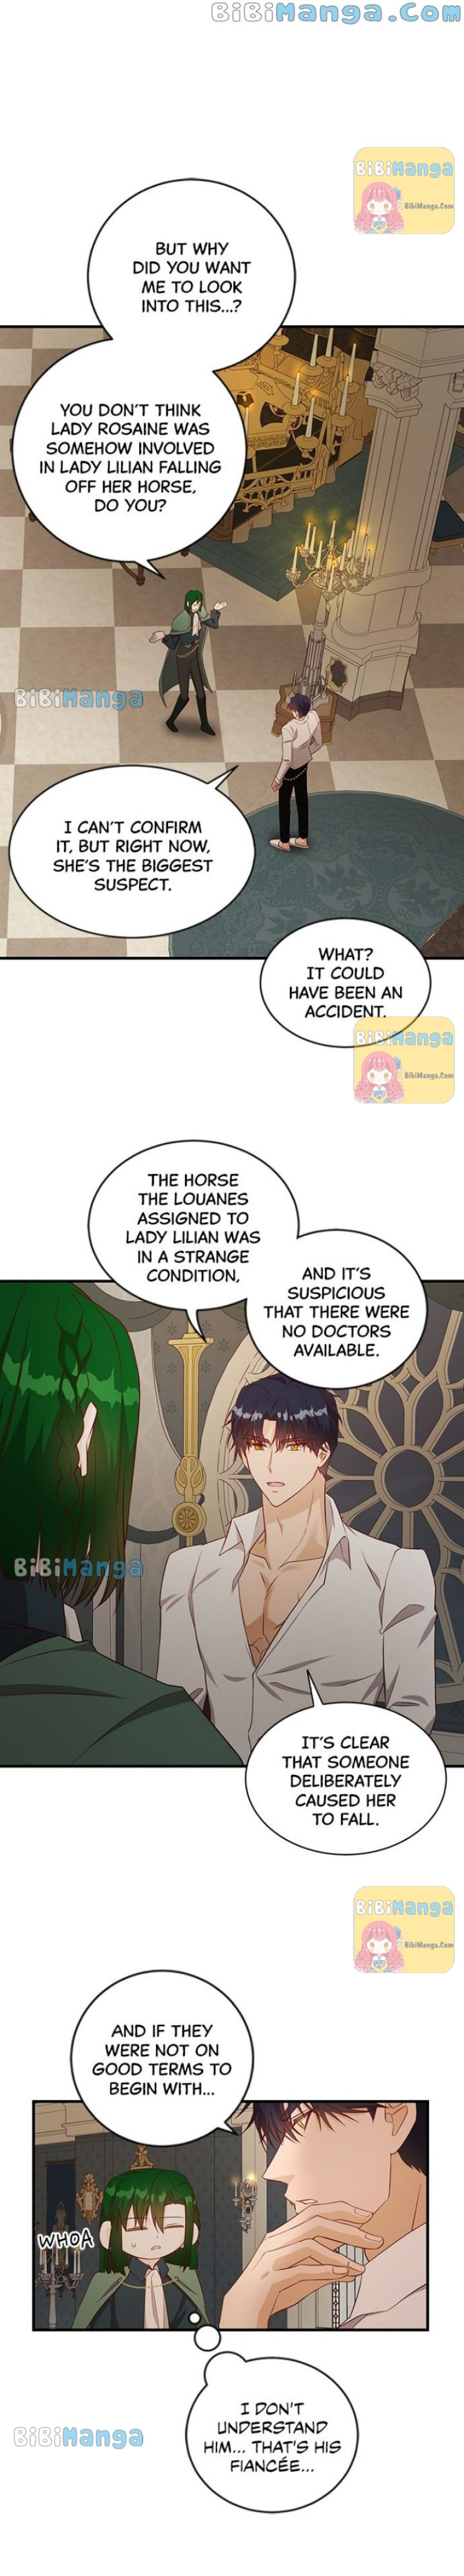 BiBiManga.Com
BiBiManga
BibiManga.Com
BUT WHY
DID YOU WANT
ME TO LOOK
INTO THIS...?
YOU DON'T THINK
LADY ROSAINE WAS
SOMEHOW INVOLVED
IN LADY LILIAN FALLING
OFF HER HORSE,
DO YOU?
BiBiManga
I CAN'T CONFIRM
IT, BUT RIGHT NOW,
SHE'S THE BIGGEST
SUSPECT.
WHAT?
IT COULD
HAVE BEEN AN
ACCIDENT.
BiBiManga
BibiManga.Com
THE HORSE
THE LOUANES
ASSIGNED TO
LADY LILIAN WAS
IN A STRANGE
CONDITION,
AND IT'S
SUSPICIOUS
THAT THERE WERE
NO DOCTORS
AVAILABLE.
BiBiManga
IT'S CLEAR
THAT SOMEONE
DELIBERATELY
CAUSED HER
TO FALL.
BiBiManga
BibiManga.Com
AND IF THEY
WERE NOT ON
GOOD TERMS TO
BEGIN WITH...
WHOA
I DON'T
UNDERSTAND
HIM... THAT'S HIS
FIANCÉE...
BiBiManga